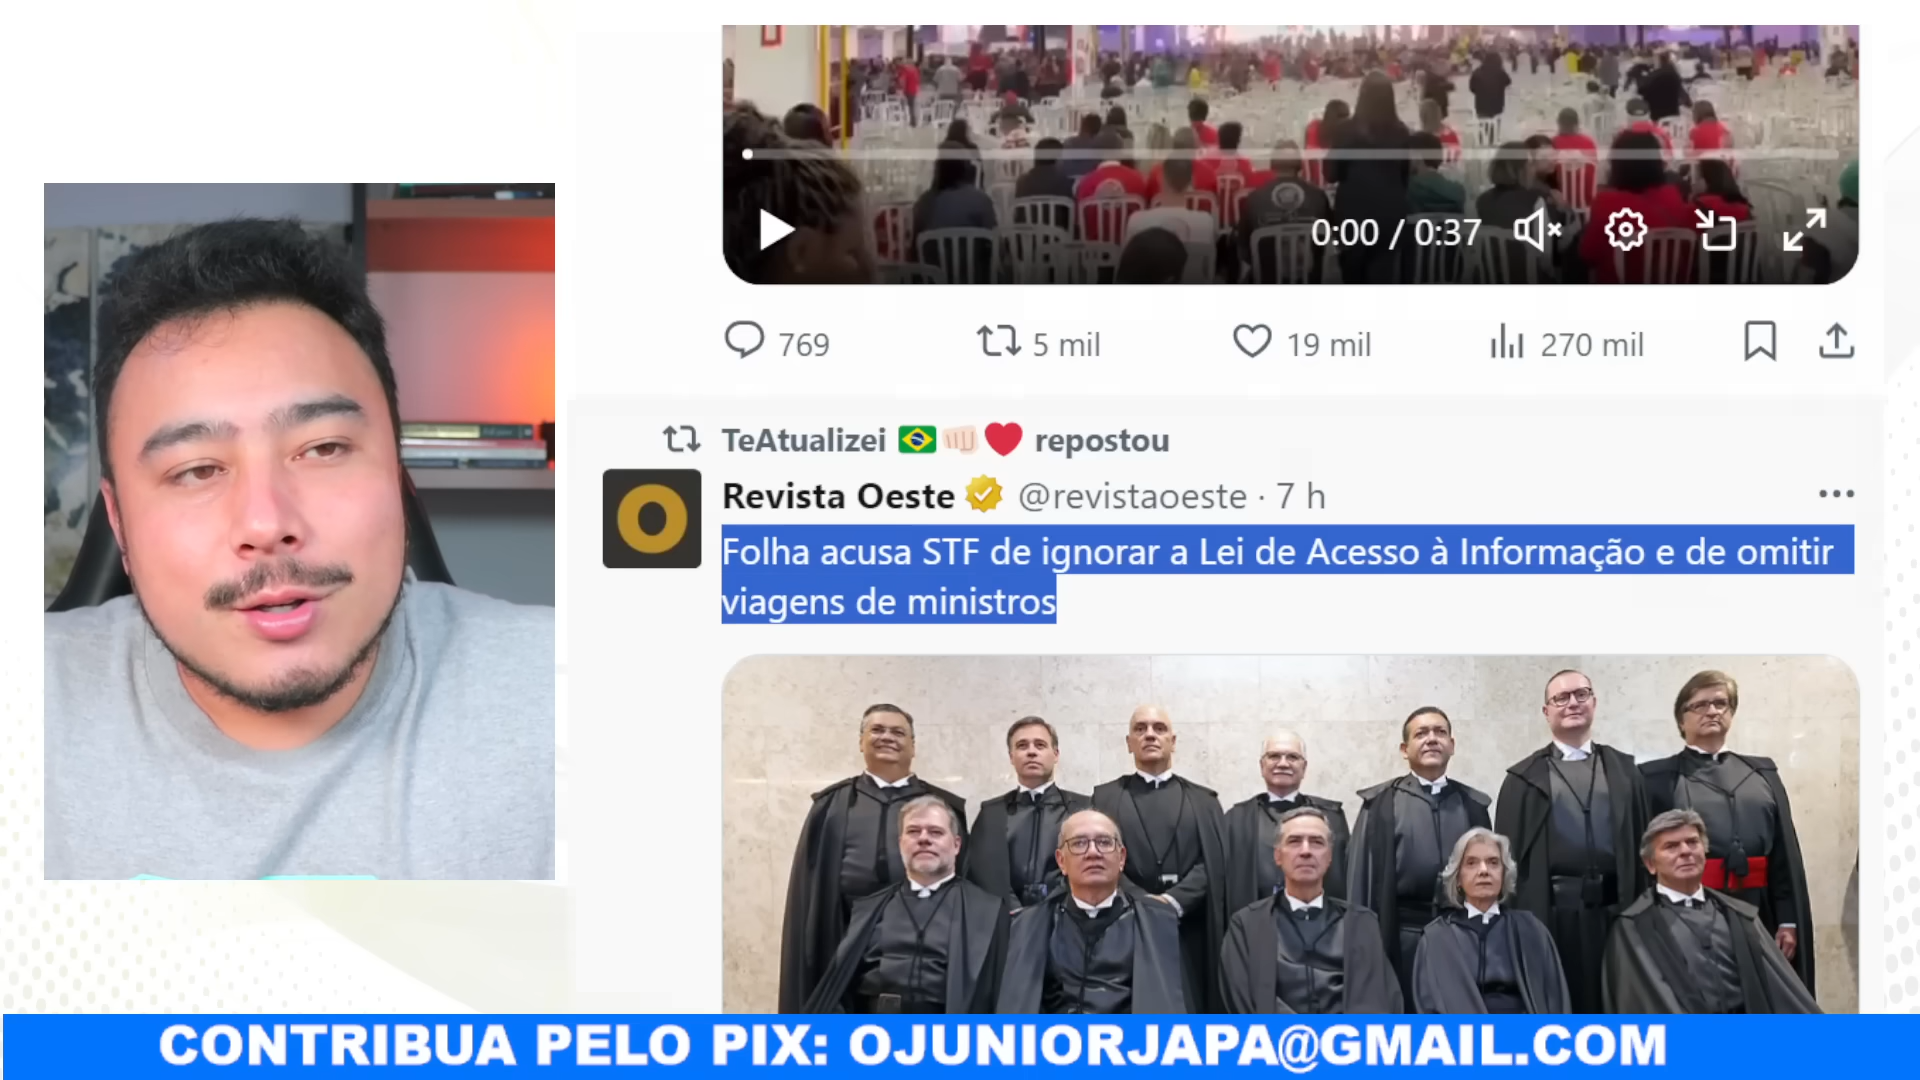 0:00 / 0:37
769
5 mil
19 mil
270 mil
TeAtualizei 🇧🇷👊🏻❤️ repostou
Revista Oeste @revistaoeste · 7 h
Folha acusa STF de ignorar a Lei de Acesso à Informação e de omitir
viagens de ministros
CONTRIBUA PELO PIX: OJUNIORJAPA@GMAIL.COM